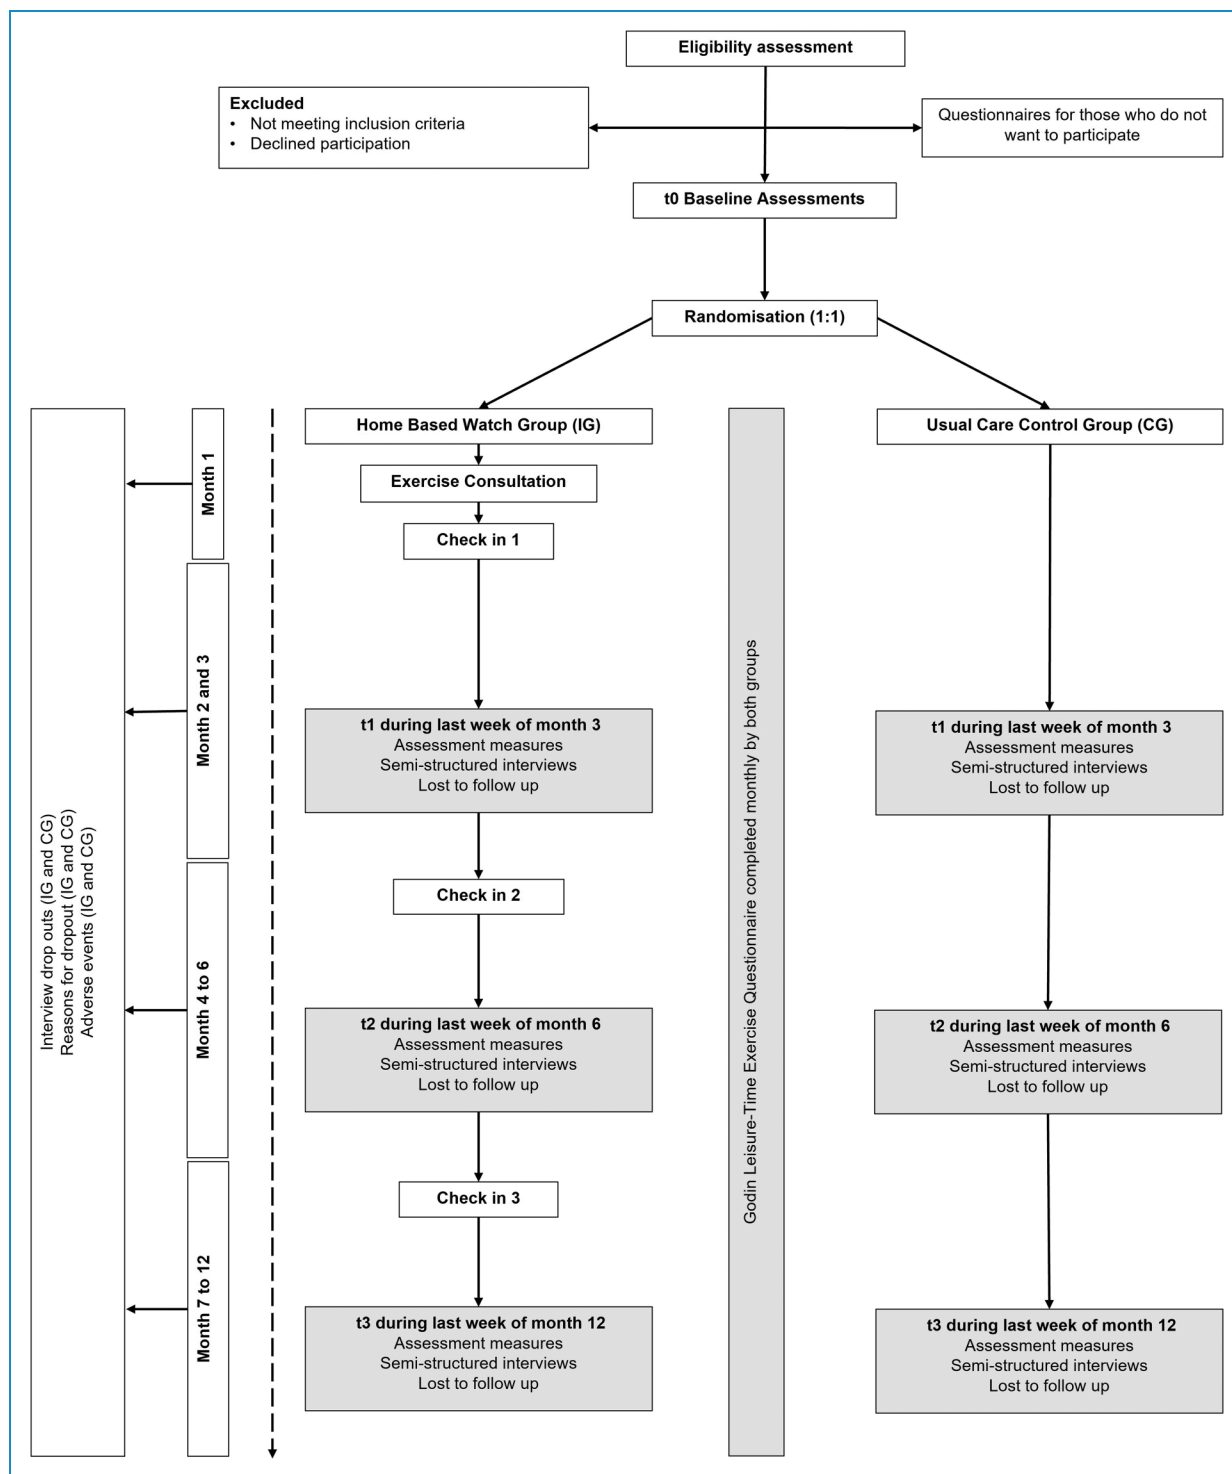 Eligibility assessment
Excluded
• Not meeting inclusion criteria
• Declined participation
Questionnaires for those who do not
want to participate
t0 Baseline Assessments
Randomisation (1:1)
Interview drop outs (IG and CG)
Reasons for dropout (IG and CG)
Adverse events (IG and CG)
Month 1
Month 2 and 3
Month 4 to 6
Month 7 to 12
Home Based Watch Group (IG)
Exercise Consultation
Check in 1
t1 during last week of month 3
Assessment measures
Semi-structured interviews
Lost to follow up
Check in 2
t2 during last week of month 6
Assessment measures
Semi-structured interviews
Lost to follow up
Check in 3
t3 during last week of month 12
Assessment measures
Semi-structured interviews
Lost to follow up
Godin Leisure-Time Exercise Questionnaire completed monthly by both groups
Usual Care Control Group (CG)
t1 during last week of month 3
Assessment measures
Semi-structured interviews
Lost to follow up
t2 during last week of month 6
Assessment measures
Semi-structured interviews
Lost to follow up
t3 during last week of month 12
Assessment measures
Semi-structured interviews
Lost to follow up